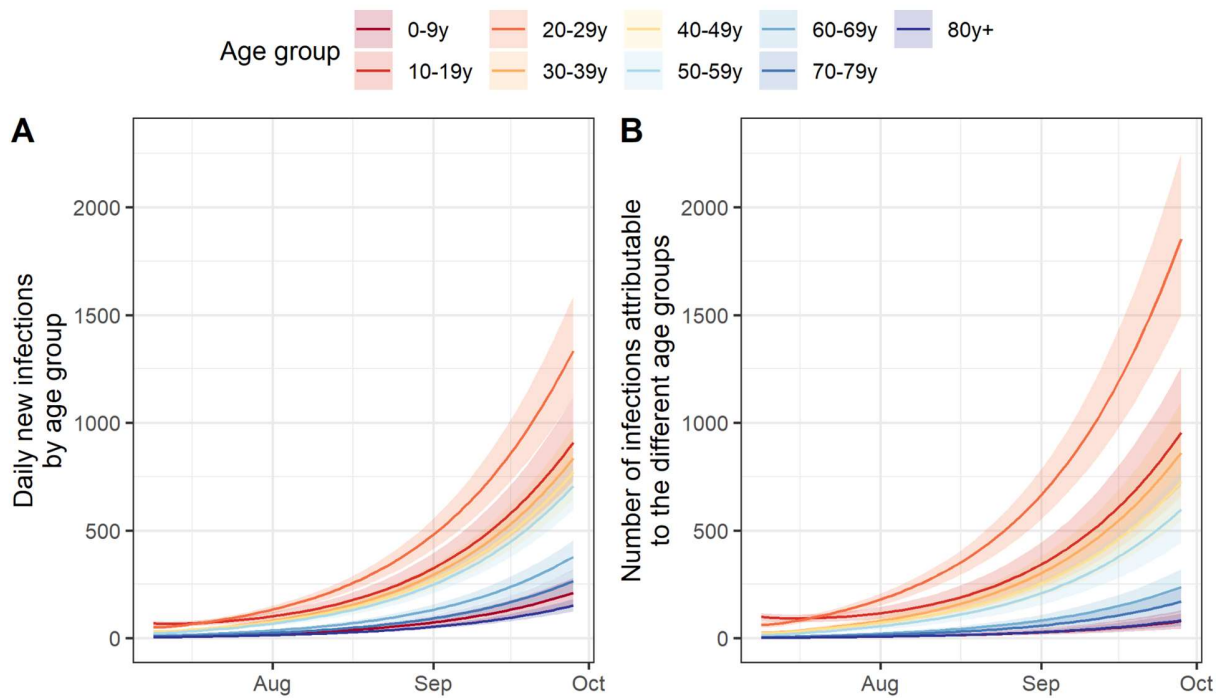 Age group
0-9y
20-29y
40-49y
60-69y
80y+
10-19y
30-39y
50-59y
70-79y
A
Daily new infections
by age group
2000
1500
1000
500
0
Aug
Sep
Oct
B
Number of infections attributable
to the different age groups
2000
1500
1000
500
0
Aug
Sep
Oct